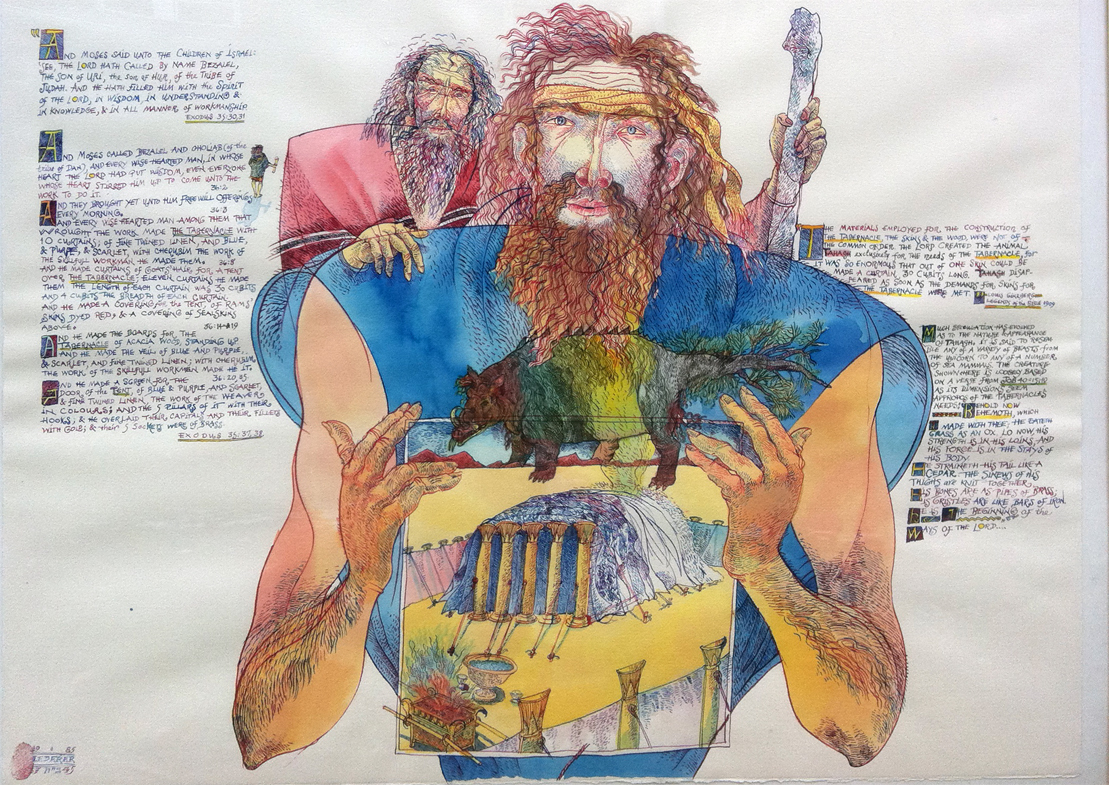 "AND MOSES SAID UNTO THE CHILDREN OF ISRAEL:
"SEE, THE LORD HATH CALLED BY NAME BEZALEL,
THE SON OF URI, the son of HUR, of the TRIBE OF
JUDAH. AND HE HATH FILLED HIM WITH the SPIRIT
OF THE LORD, IN WISDOM, IN UNDERSTANDING &
IN KNOWLEDGE, & IN ALL MANNER OF WORKMANSHIP
EXODUS 35:30,31
AND MOSES CALLED BEZALEL AND OHOLIAB (of the
tribe of Dan) AND EVERY WISE-HEARTED MAN, IN WHOSE
HEART THE LORD HAD PUT WISDOM, EVEN EVERYONE
WHOSE HEART STIRRED HIM UP TO COME UNTO THE
WORK TO DO IT. 36:2
AND THEY BROUGHT YET UNTO HIM FREEWILL OFFERINGS
EVERY MORNING. 36:3
AND EVERY WISE-HEARTED MAN AMONG THEM THAT
WROUGHT THE WORK MADE THE TABERNACLE WITH
10 CURTAINS; OF FINE TWINED LINEN, AND BLUE,
& PURPLE, & SCARLET, WITH CHERUBIM THE WORK OF
THE SKILLFUL WORKMAN HE MADE THEM. 36:8
AND HE MADE CURTAINS OF GOATS' HAIR FOR A TENT
OVER THE TABERNACLE ELEVEN CURTAINS HE MADE
THEM THE LENGTH OF EACH CURTAIN WAS 30 CUBITS
AND 4 CUBITS THE BREADTH OF EACH CURTAIN
AND HE MADE A COVERING for the TENT, OF RAMS'
SKINS DYED RED, & A COVERING OF SEALSKINS
ABOVE. 36:14-19
AND HE MADE THE BOARDS FOR THE
TABERNACLE OF ACACIA WOOD, STANDING UP
AND HE MADE THE VEIL OF BLUE AND PURPLE,
& SCARLET, AND FINE TWINED LINEN; WITH CHERUBIM
THE WORK OF THE SKILLFULL WORKMEN MADE HE IT.
AND HE MADE A SCREEN FOR THE 36:20,35
DOOR OF the TENT, OF BLUE & PURPLE, AND SCARLET,
& FINE TWINED LINEN, THE WORK OF THE WEAVER
IN COLOURS; AND THE 5 PILLARS OF IT WITH THEIR
HOOKS; & HE OVERLAID THEIR CAPITALS AND THEIR FILLETS
WITH GOLD; & their 5 SOCKETS WERE OF BRASS.
EXODUS 36:37,38
THE MATERIALS EMPLOYED FOR THE CONSTRUCTION OF
THE TABERNACLE, THE SKINS & THE WOOD WERE NOT OF
THE COMMON ORDER THE LORD CREATED THE ANIMAL
TAHASH exclusively FOR THE NEEDS OF THE TABERNACLE, for
IT WAS SO ENORMOUS THAT OUT OF ONE SKIN COULD BE
MADE A CURTAIN, 30 CUBITS LONG. TAHASH DISAP-
PEARED AS SOON AS THE DEMANDS FOR SKINS FOR
THE TABERNACLE WERE MET.
LOUIS GINZBERG
LEGENDS of the BIBLE
MUCH SPECULATION HAS EVOLVED
AS TO THE NATURE & APPEARANCE
OF TAHASH. IT IS SAID TO RESEM-
BLE ANY OF A VARIETY of BEASTS-from
THE UNICORN TO ANY OF A NUMBER
OF SEA MAMMALS. THE CREATURE
SHOWN HERE IS LOOSELY BASED
ON A VERSE FROM JOB
AS ITS DIMENSIONS
APPROACH THE TABERNACLE'S
NEEDS: BEHOLD NOW
BEHEMOTH, WHICH
I MADE WITH THEE; HE EATETH
GRASS AS AN OX. LO NOW, HIS
STRENGTH IS IN HIS LOINS, AND
HIS FORCE IS IN THE STAYS OF
HIS BODY.
HE STRAINETH HIS TAIL LIKE A
CEDAR. THE SINEWS OF HIS
THIGHS ARE KNIT TOGETHER;
HIS BONES ARE AS PIPES OF BRASS;
HIS GRISTLES ARE LIKE BARS OF IRON.
HE IS THE BEGINNING of the
WAYS OF THE LORD....